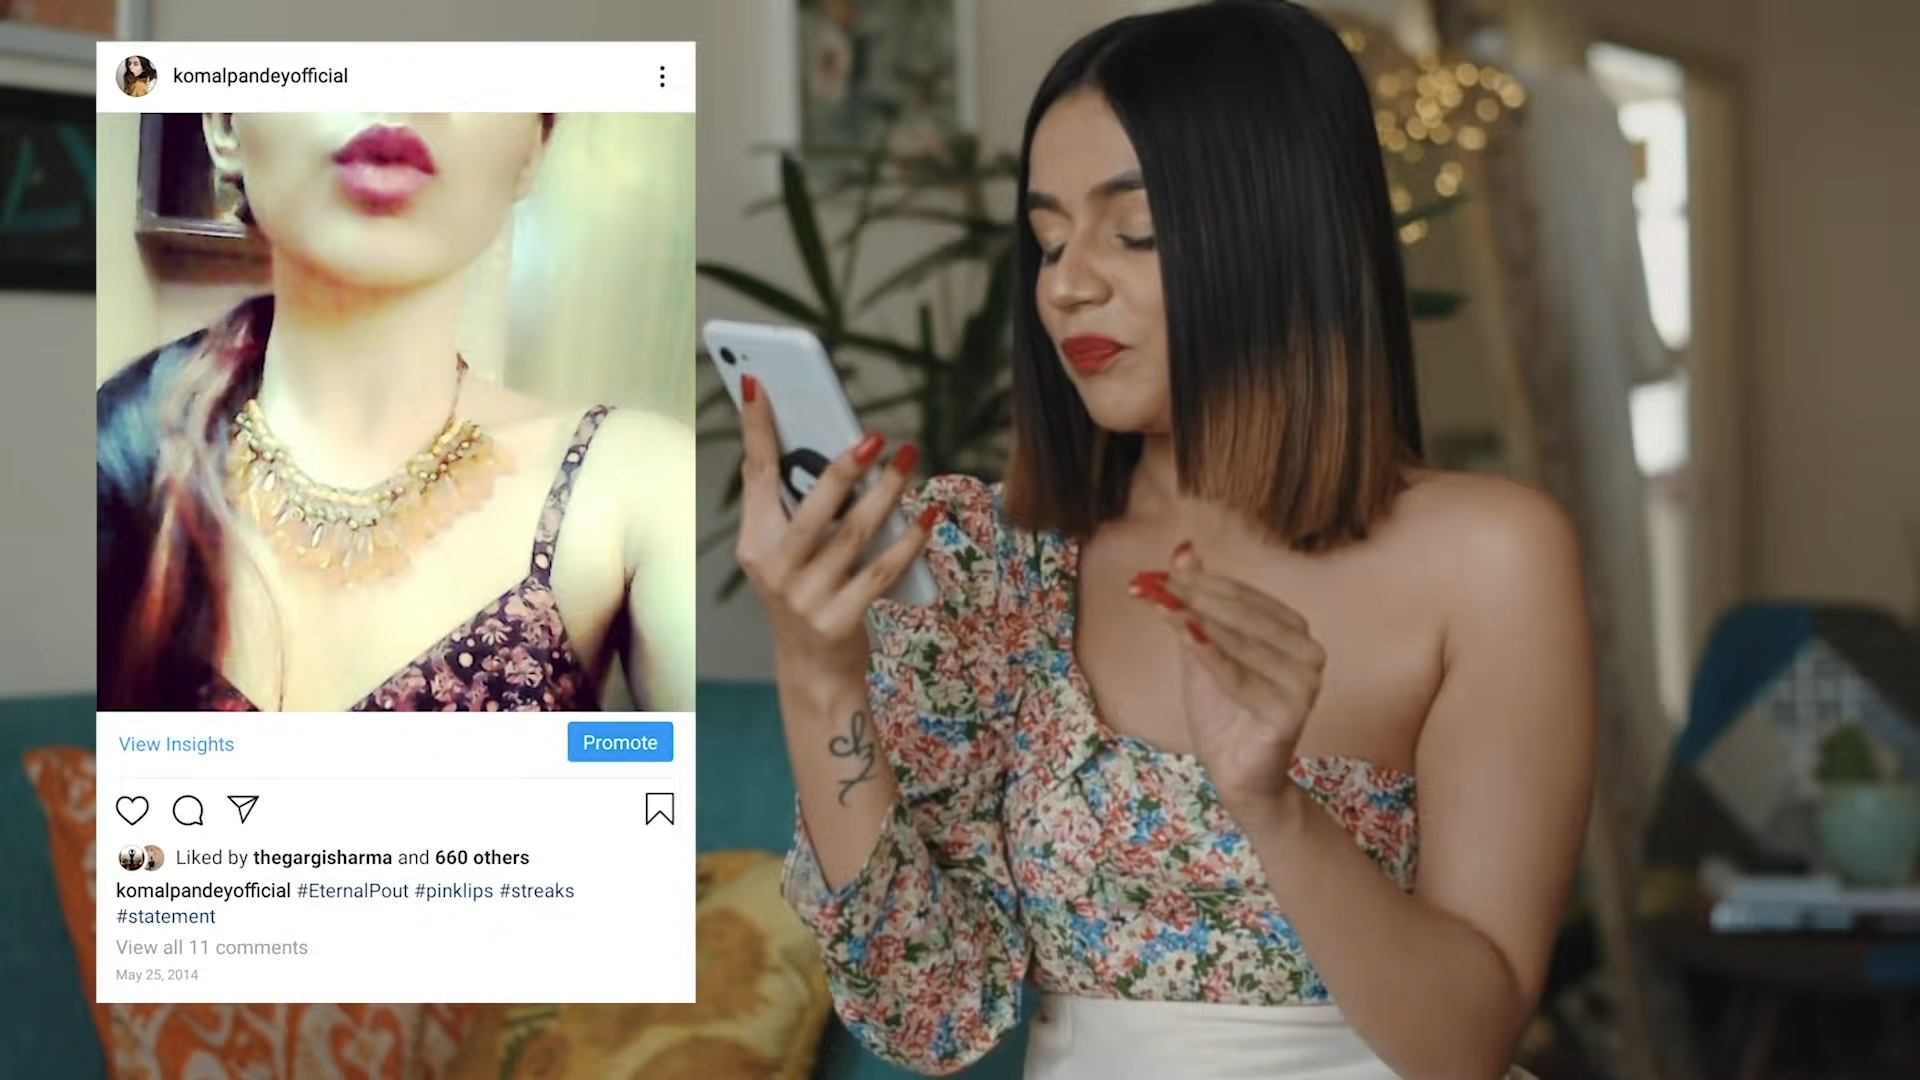 komalpandeyofficial
View Insights
Promote
Liked by thegargisharma and 660 others
komalpandeyofficial #EternalPout #pinklips #streaks
#statement
View all 11 comments
May 25, 2014